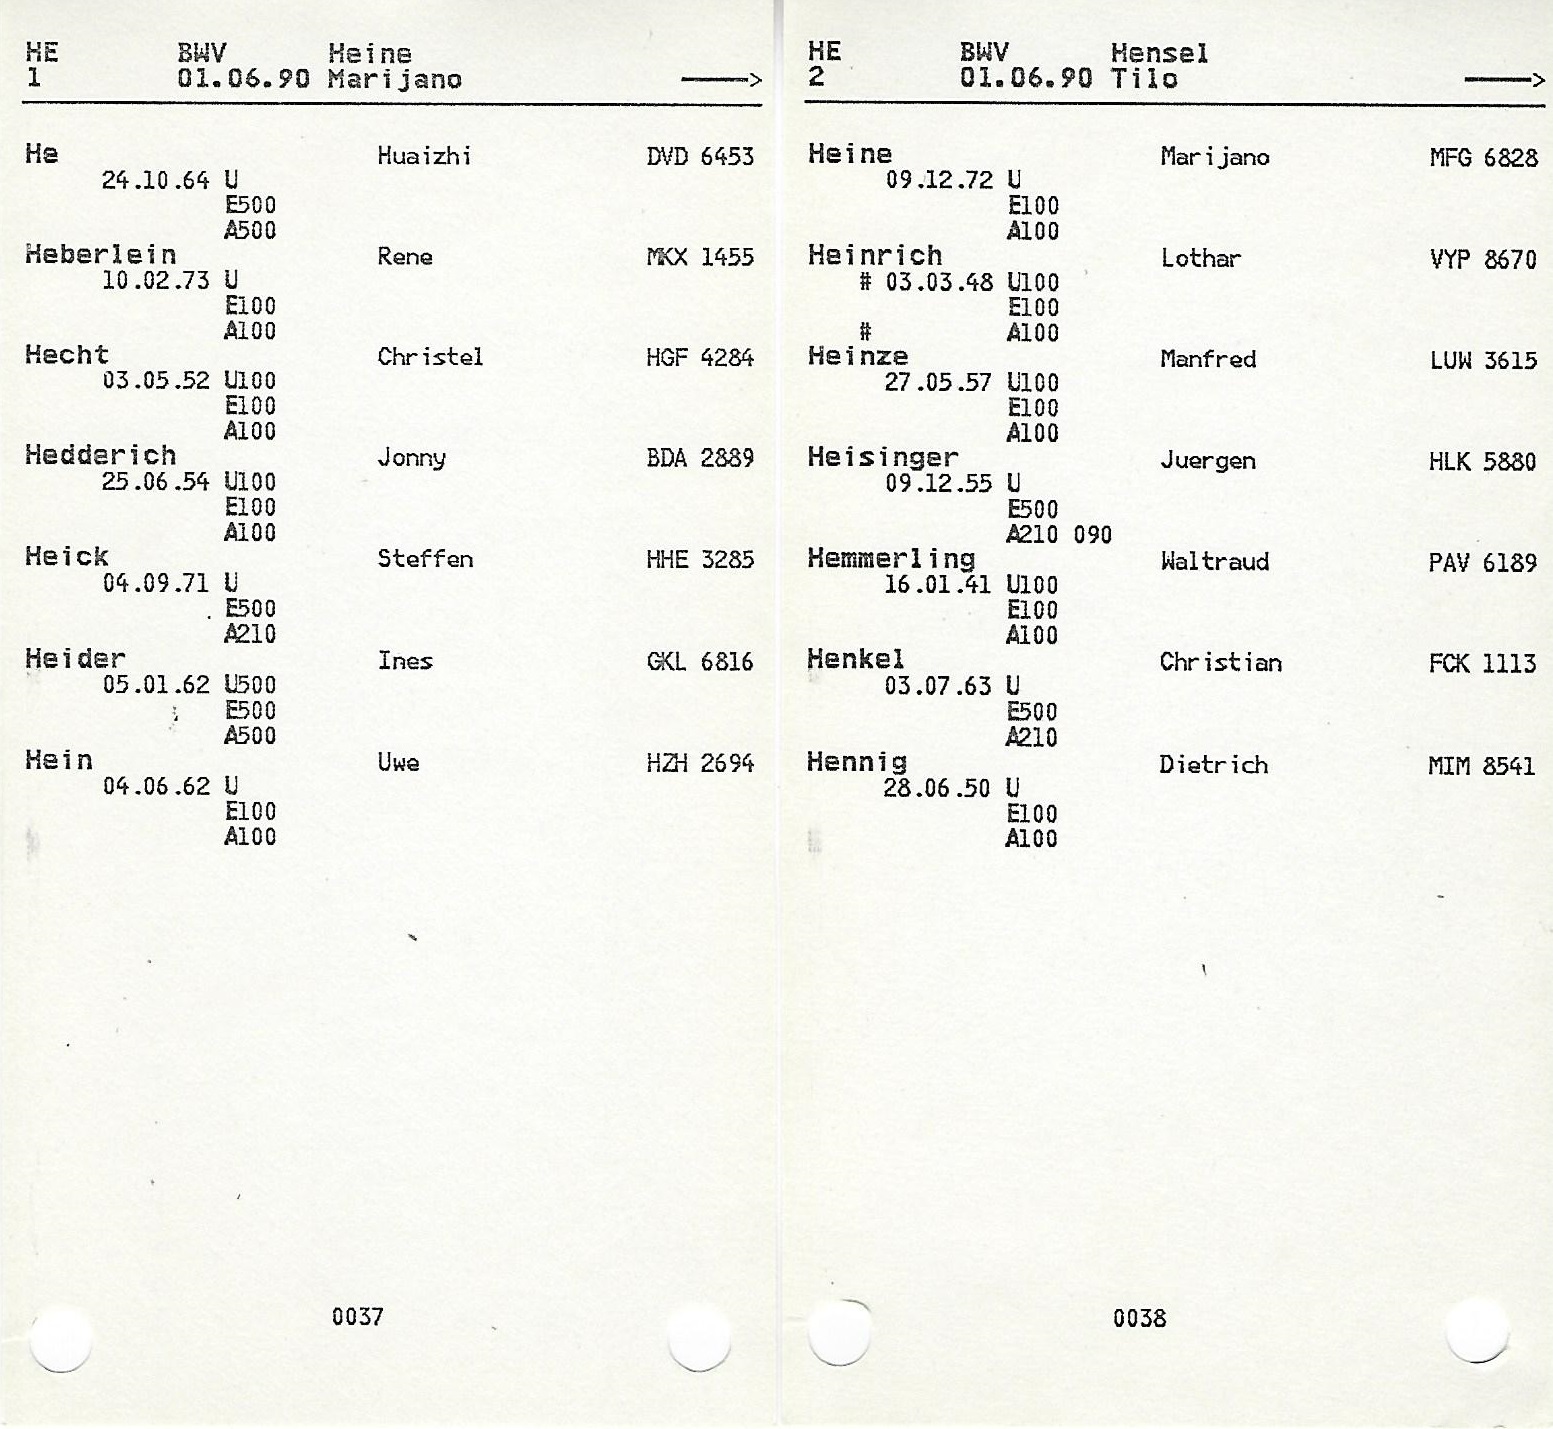 HE BWV Heine
1 01.06.90 Marijano ——>
He Huaizhi DVD 6453
24.10.64 U
E500
A500
Heberlein Rene MKX 1455
10.02.73 U
E100
A100
Hecht Christel HGF 4284
03.05.52 U100
E100
A100
Hedderich Jonny BDA 2889
25.06.54 U100
E100
A100
Heick Steffen HHE 3285
04.09.71 U
E500
A210
Heider Ines GKL 6816
05.01.62 U500
E500
A500
Hein Uwe HZH 2694
04.06.62 U
E100
A100
0037
HE BWV Hensel
2 01.06.90 Tilo ——>
Heine Marijano MFG 6828
09.12.72 U
E100
A100
Heinrich Lothar VYP 8670
# 03.03.48 U100
E100
# A100
Heinze Manfred LUW 3615
27.05.57 U100
E100
A100
Heisinger Juergen HLK 5880
09.12.55 U
E500
A210 090
Hemmerling Waltraud PAV 6189
16.01.41 U100
E100
A100
Henkel Christian FCK 1113
03.07.63 U
E500
A210
Hennig Dietrich MIM 8541
28.06.50 U
E100
A100
0038